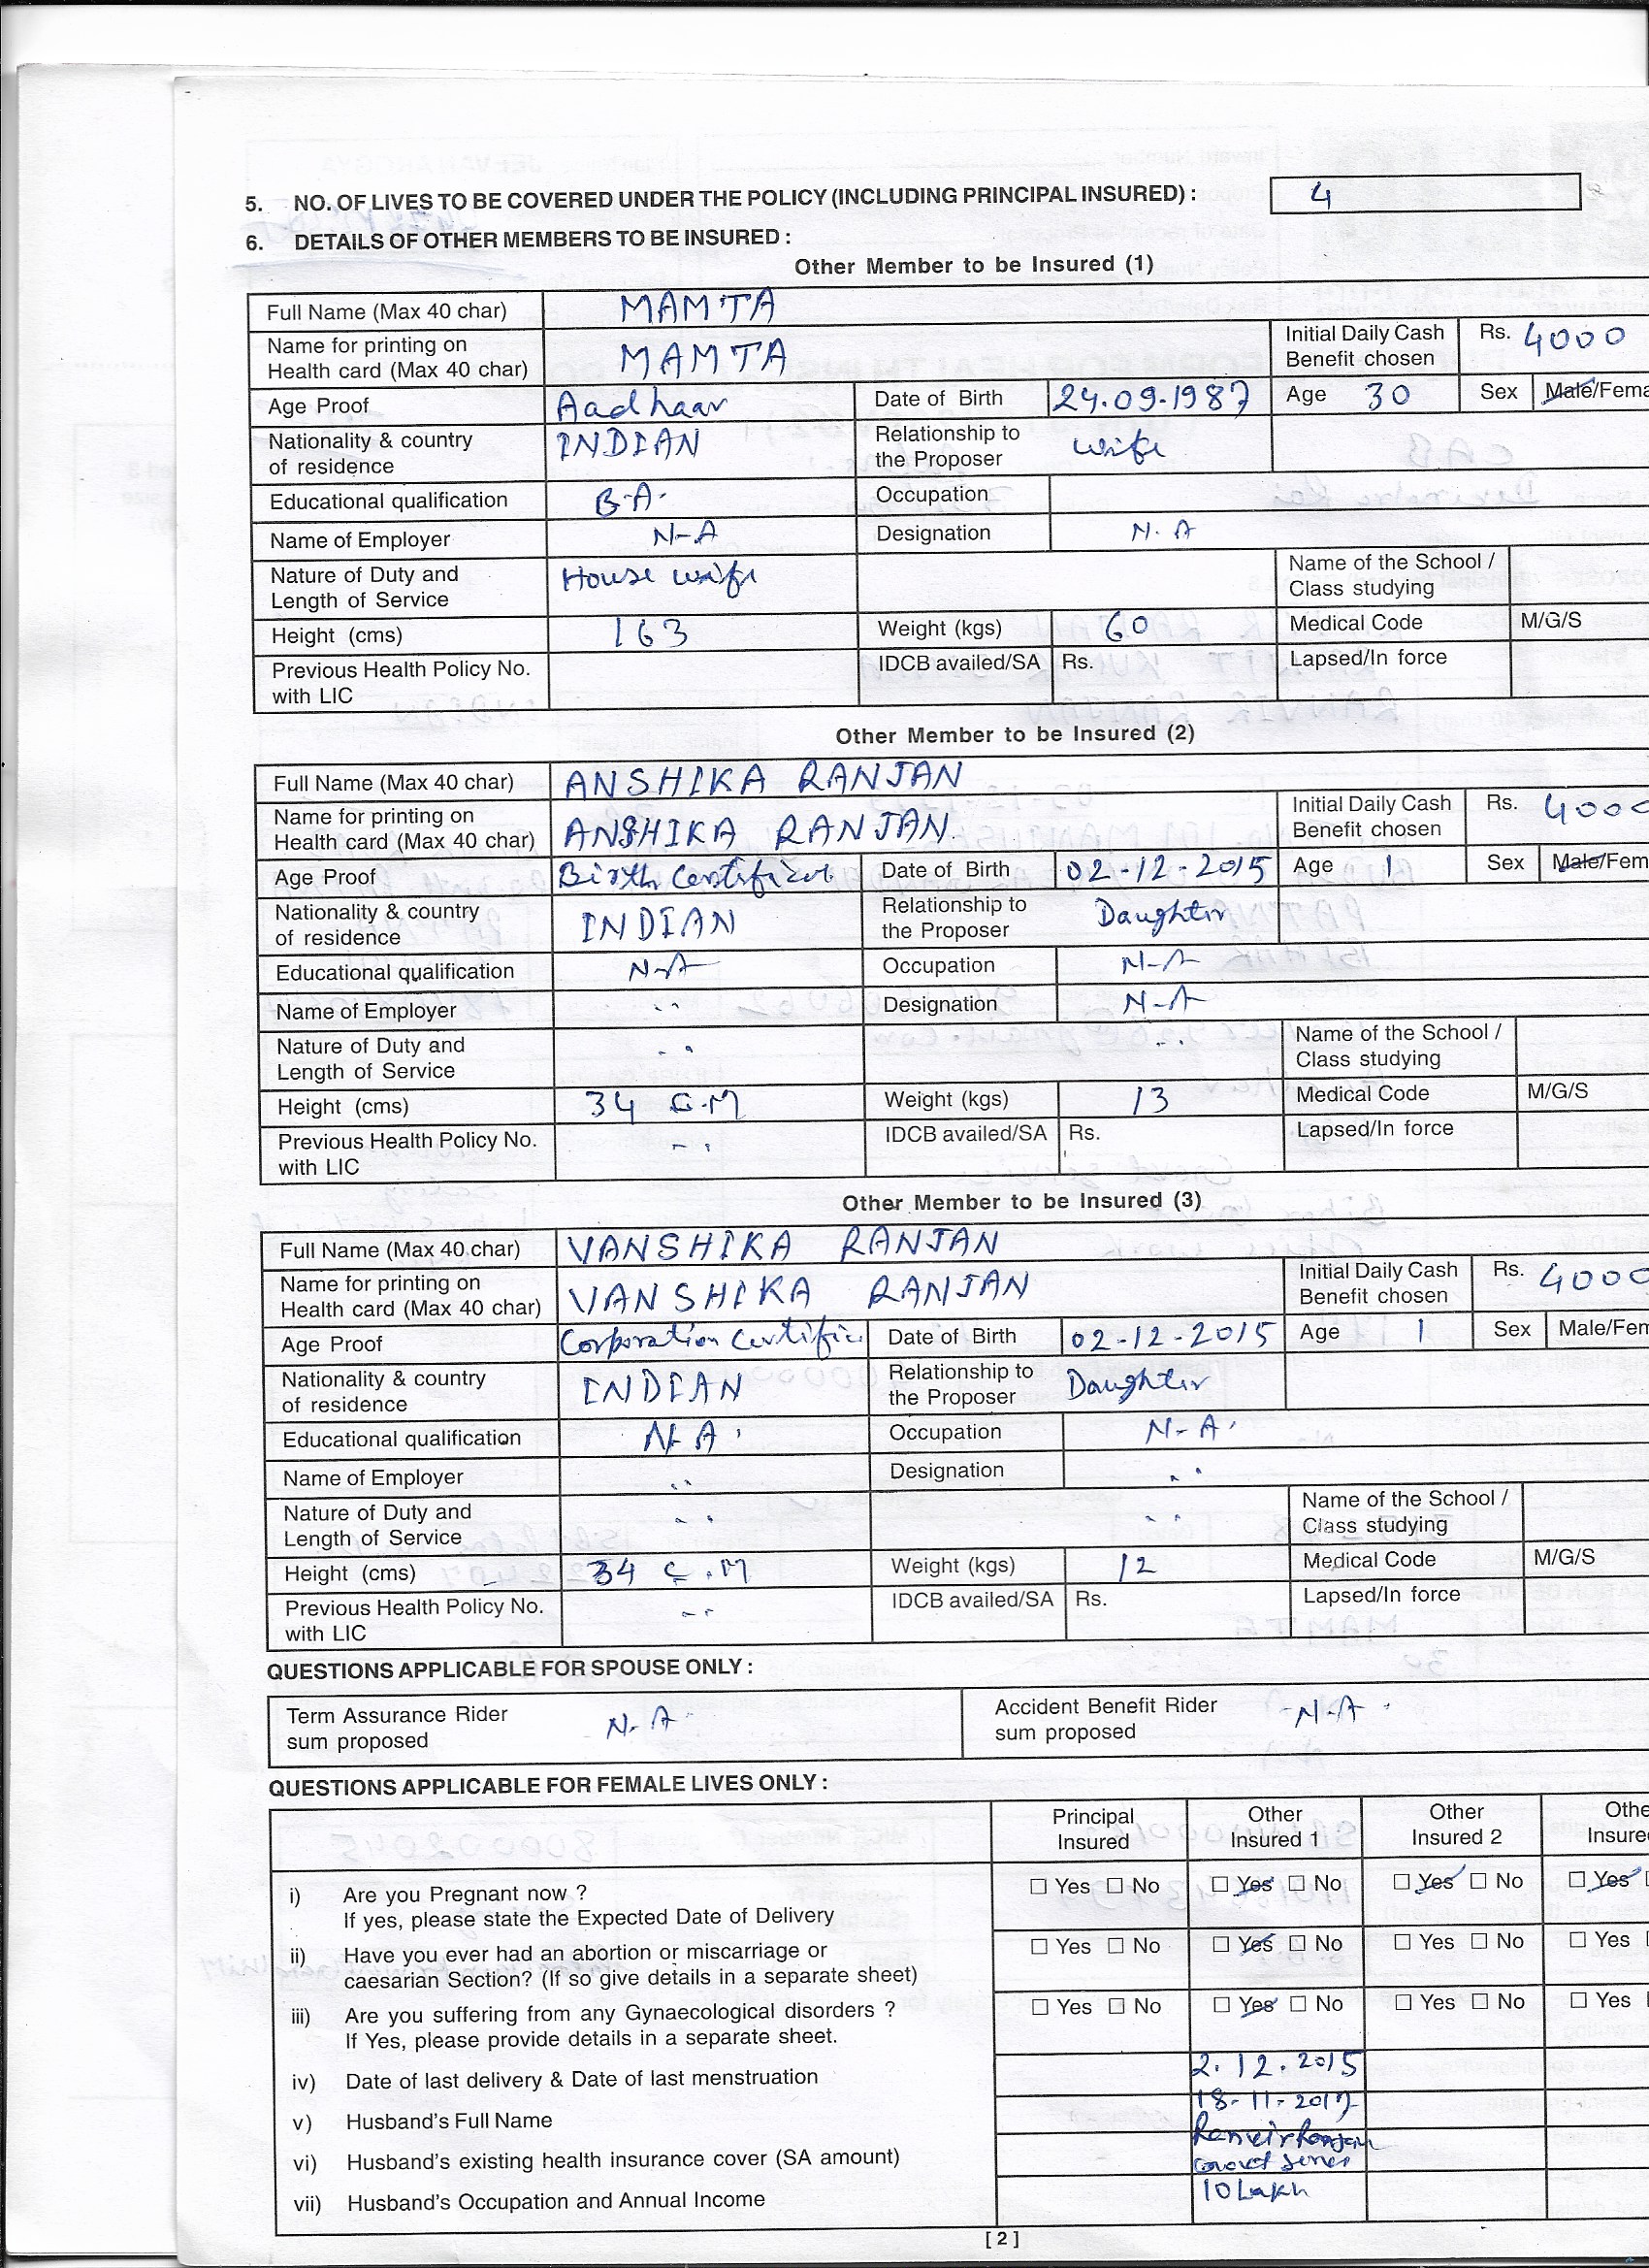 5. NO. OF LIVES TO BE COVERED UNDER THE POLICY (INCLUDING PRINCIPAL INSURED) : 4
6. DETAILS OF OTHER MEMBERS TO BE INSURED :
Other Member to be Insured (1)
Full Name (Max 40 char) MAMTA
Name for printing on Health card (Max 40 char) MAMTA Initial Daily Cash Benefit chosen Rs. 4000
Age Proof Aadhaar Date of Birth 24.09.1987 Age 30 Sex Male/Fema
Nationality & country of residence INDIAN Relationship to the Proposer wife
Educational qualification B.A. Occupation
Name of Employer N-A Designation N.A
Nature of Duty and Length of Service House wife Name of the School / Class studying
Height (cms) 163 Weight (kgs) 60 Medical Code M/G/S
Previous Health Policy No. with LIC IDCB availed/SA Rs. Lapsed/In force
Other Member to be Insured (2)
Full Name (Max 40 char) ANSHIKA RANJAN
Name for printing on Health card (Max 40 char) ANSHIKA RANJAN. Initial Daily Cash Benefit chosen Rs. 4000
Age Proof Birth Certificat Date of Birth 02-12-2015 Age 1 Sex Male/Fem
Nationality & country of residence INDIAN Relationship to the Proposer Daughter
Educational qualification N-A Occupation N-A
Name of Employer " Designation N-A
Nature of Duty and Length of Service " " Name of the School / Class studying
Height (cms) 34 C.M Weight (kgs) 13 Medical Code M/G/S
Previous Health Policy No. with LIC " IDCB availed/SA Rs. Lapsed/In force
Other Member to be Insured (3)
Full Name (Max 40 char) VANSHIKA RANJAN
Name for printing on Health card (Max 40 char) VANSHIKA RANJAN Initial Daily Cash Benefit chosen Rs. 4000
Age Proof Corporation Certific Date of Birth 02-12-2015 Age 1 Sex Male/Fem
Nationality & country of residence INDIAN Relationship to the Proposer Daughter
Educational qualification N.A. Occupation N-A.
Name of Employer " Designation "
Nature of Duty and Length of Service " " Name of the School / Class studying
Height (cms) 34 C.M Weight (kgs) 12 Medical Code M/G/S
Previous Health Policy No. with LIC " IDCB availed/SA Rs. Lapsed/In force
QUESTIONS APPLICABLE FOR SPOUSE ONLY :
Term Assurance Rider sum proposed N.A Accident Benefit Rider sum proposed N.A.
QUESTIONS APPLICABLE FOR FEMALE LIVES ONLY :
Principal Insured Other Insured 1 Other Insured 2 Othe Insure
i) Are you Pregnant now ? □ Yes □ No □ Yes □ No □ Yes □ No □ Yes
If yes, please state the Expected Date of Delivery
ii) Have you ever had an abortion or miscarriage or □ Yes □ No □ Yes □ No □ Yes □ No □ Yes
caesarian Section? (If so give details in a separate sheet)
iii) Are you suffering from any Gynaecological disorders ? □ Yes □ No □ Yes □ No □ Yes □ No □ Yes
If Yes, please provide details in a separate sheet.
iv) Date of last delivery & Date of last menstruation 2.12.2015
18-11-2017
v) Husband's Full Name Ranvir Ranjan
vi) Husband's existing health insurance cover (SA amount)
vii) Husband's Occupation and Annual Income 10 Lakh
[ 2 ]